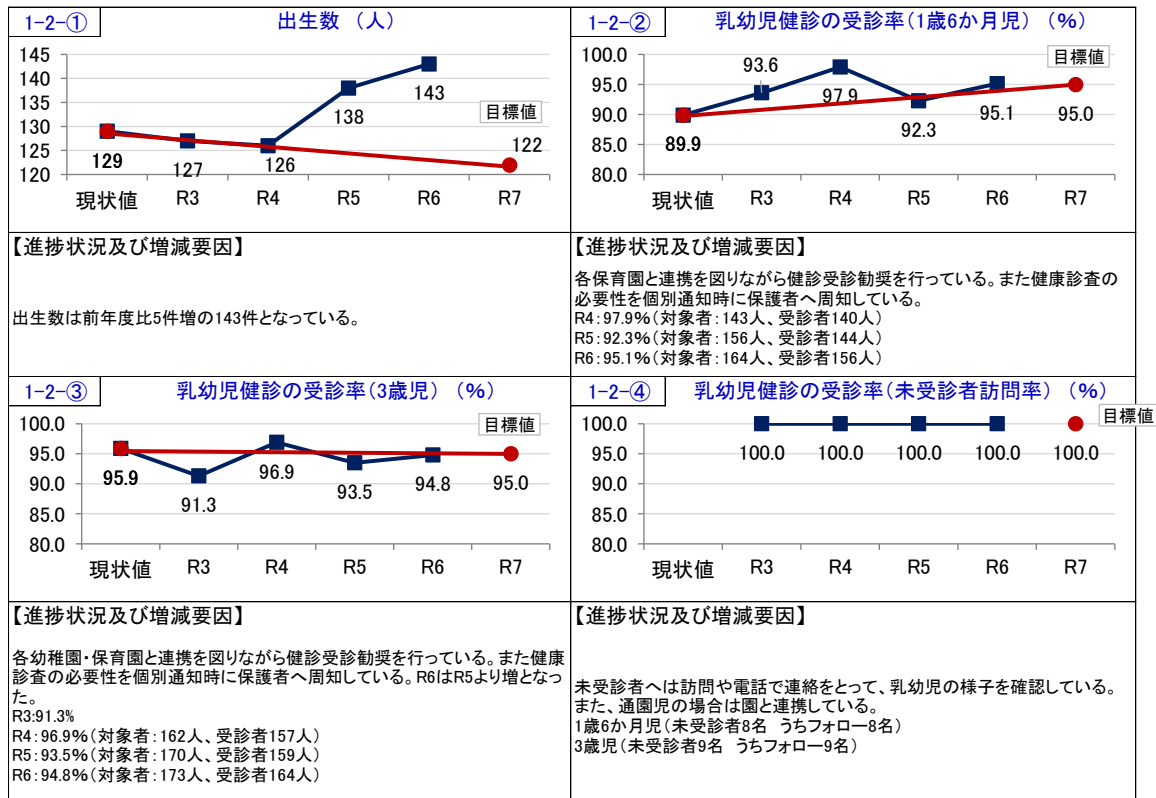 1-2-①
出生数 （人）
145
140
135
130
125
120
129
127
126
138
143
目標値
122
現状値 R3 R4 R5 R6 R7
【進捗状況及び増減要因】
出生数は前年度比5件増の143件となっている。
1-2-②
乳幼児健診の受診率（1歳6か月児） （%）
100.0
95.0
90.0
85.0
80.0
89.9
93.6
97.9
92.3
95.1
目標値
95.0
現状値 R3 R4 R5 R6 R7
【進捗状況及び増減要因】
各保育園と連携を図りながら健診受診勧奨を行っている。また健康診査の
必要性を個別通知時に保護者へ周知している。
R4：97.9%（対象者：143人、受診者140人）
R5：92.3%（対象者：156人、受診者144人）
R6：95.1%（対象者：164人、受診者156人）
1-2-③
乳幼児健診の受診率（3歳児） （%）
100.0
95.0
90.0
85.0
80.0
95.9
91.3
96.9
93.5
94.8
目標値
95.0
現状値 R3 R4 R5 R6 R7
【進捗状況及び増減要因】
各幼稚園・保育園と連携を図りながら健診受診勧奨を行っている。また健康
診査の必要性を個別通知時に保護者へ周知している。R6はR5より増となっ
た。
R3:91.3%
R4：96.9%（対象者：162人、受診者157人）
R5：93.5%（対象者：170人、受診者159人）
R6：94.8%（対象者：173人、受診者164人）
1-2-④
乳幼児健診の受診率（未受診者訪問率） （%）
100.0
95.0
90.0
85.0
80.0
100.0 100.0 100.0 100.0 100.0
目標値
現状値 R3 R4 R5 R6 R7
【進捗状況及び増減要因】
未受診者へは訪問や電話で連絡をとって、乳幼児の様子を確認している。
また、通園児の場合は園と連携している。
1歳6か月児（未受診者8名 うちフォロー8名）
3歳児（未受診者9名 うちフォロー9名）